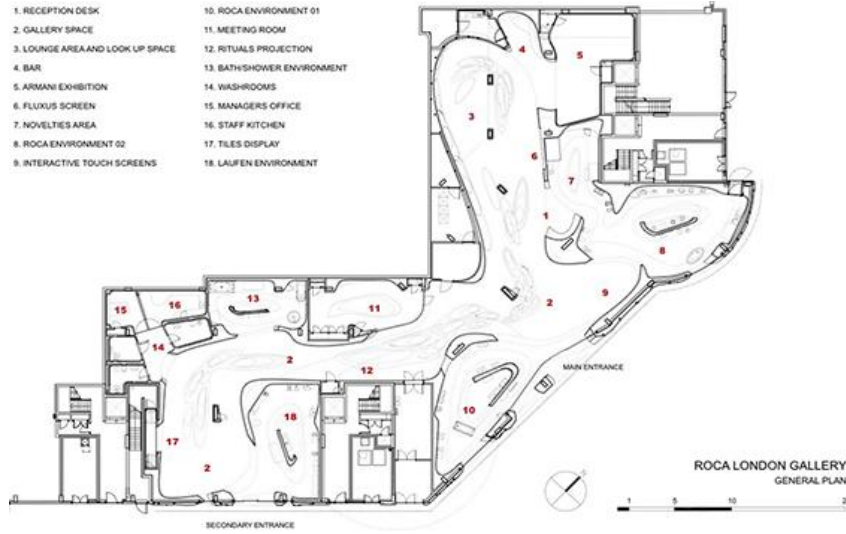 1. RECEPTION DESK
2. GALLERY SPACE
3. LOUNGE AREA AND LOOK UP SPACE
4. BAR
5. ARMANI EXHIBITION
6. FLUXUS SCREEN
7. NOVELTIES AREA
8. ROCA ENVIRONMENT 02
9. INTERACTIVE TOUCH SCREENS
10. ROCA ENVIRONMENT 01
11. MEETING ROOM
12. RITUALS PROJECTION
13. BATH/SHOWER ENVIRONMENT
14. WASHROOMS
15. MANAGERS OFFICE
16. STAFF KITCHEN
17. TILES DISPLAY
18. LAUFEN ENVIRONMENT
4
5
3
6
7
1
8
9
2
13
16
15
11
14
2
12
10
18
17
2
MAIN ENTRANCE
SECONDARY ENTRANCE
ROCA LONDON GALLERY
GENERAL PLAN
1 5 10 2